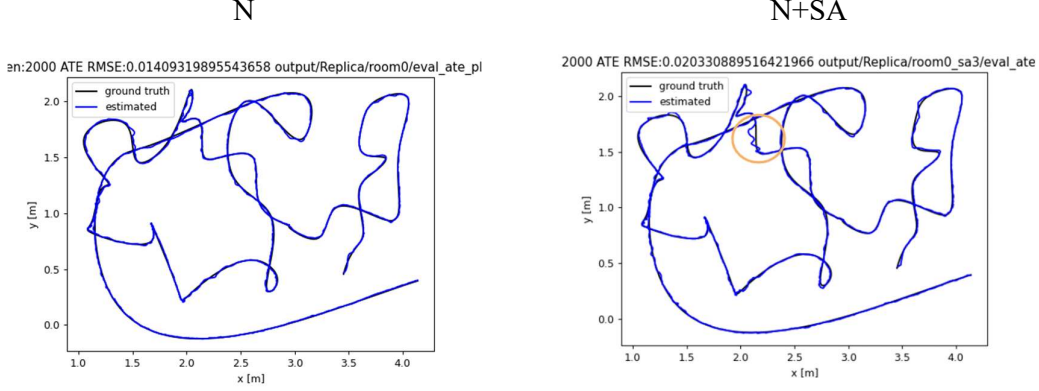 N
N+SA
en:2000 ATE RMSE:0.01409319895543658 output/Replica/room0/eval_ate_pl
ground truth
estimated
2.0
1.5
1.0
0.5
0.0
y [m]
1.0 1.5 2.0 2.5 3.0 3.5 4.0
x [m]
2000 ATE RMSE:0.020330889516421966 output/Replica/room0_sa3/eval_ate
ground truth
estimated
2.0
1.5
1.0
0.5
0.0
y [m]
1.0 1.5 2.0 2.5 3.0 3.5 4.0
x [m]